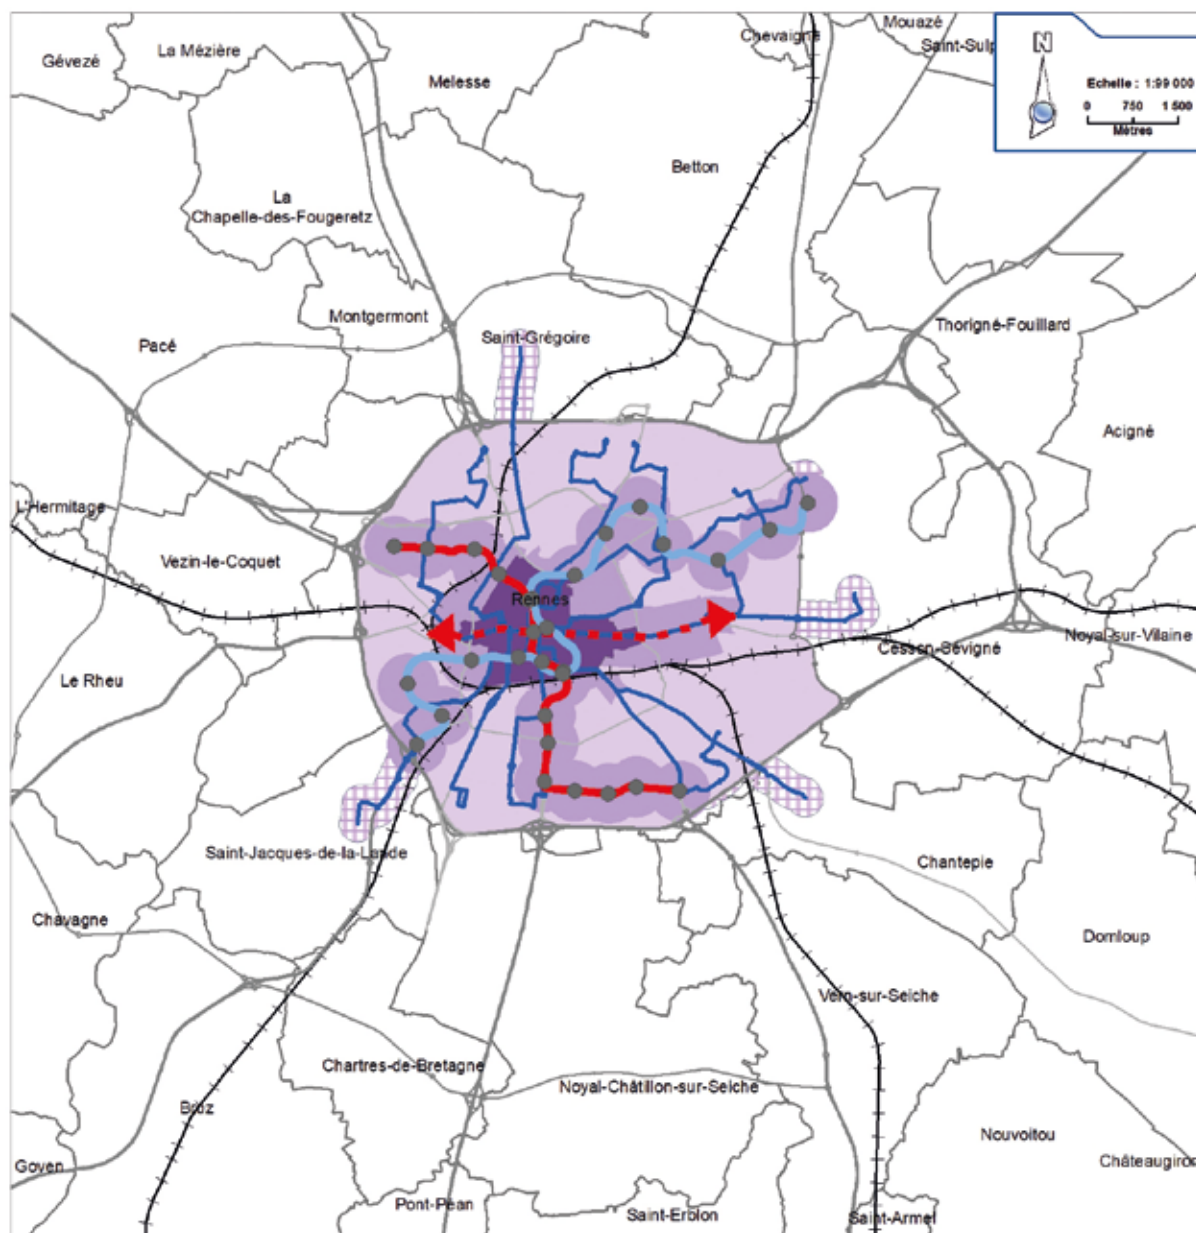 Mouazé
Chevaigné
Saint-Sulp
La Mézière
Gévezé
Melesse
N
Echelle : 1:99 000
0 750 1 500
Mètres
Betton
La
Chapelle-des-Fougeretz
Montgermont
Saint-Grégoire
Thorigné-Fouillard
Pacé
Acigné
L'Hermitage
Vezin-le-Coquet
Rennes
Noyal-sur-Vilaine
Cesson-Sévigné
Le Rheu
Saint-Jacques-de-la-Lande
Chantepie
Chavagne
Domloup
Vern-sur-Seiche
Chartres-de-Bretagne
Noyal-Châtillon-sur-Seiche
Bruz
Nouvoitou
Goven
Châteaugiron
Pont-Péan
Saint-Erblon
Saint-Armel